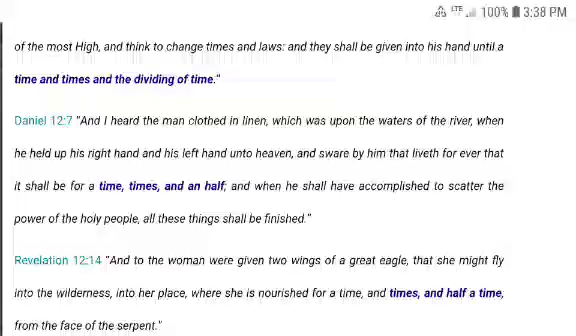 LTE 100% 3:38 PM
of the most High, and think to change times and laws: and they shall be given into his hand until a
time and times and the dividing of time."
Daniel 12:7 "And I heard the man clothed in linen, which was upon the waters of the river, when
he held up his right hand and his left hand unto heaven, and sware by him that liveth for ever that
it shall be for a time, times, and an half; and when he shall have accomplished to scatter the
power of the holy people, all these things shall be finished."
Revelation 12:14 "And to the woman were given two wings of a great eagle, that she might fly
into the wilderness, into her place, where she is nourished for a time, and times, and half a time,
from the face of the serpent."